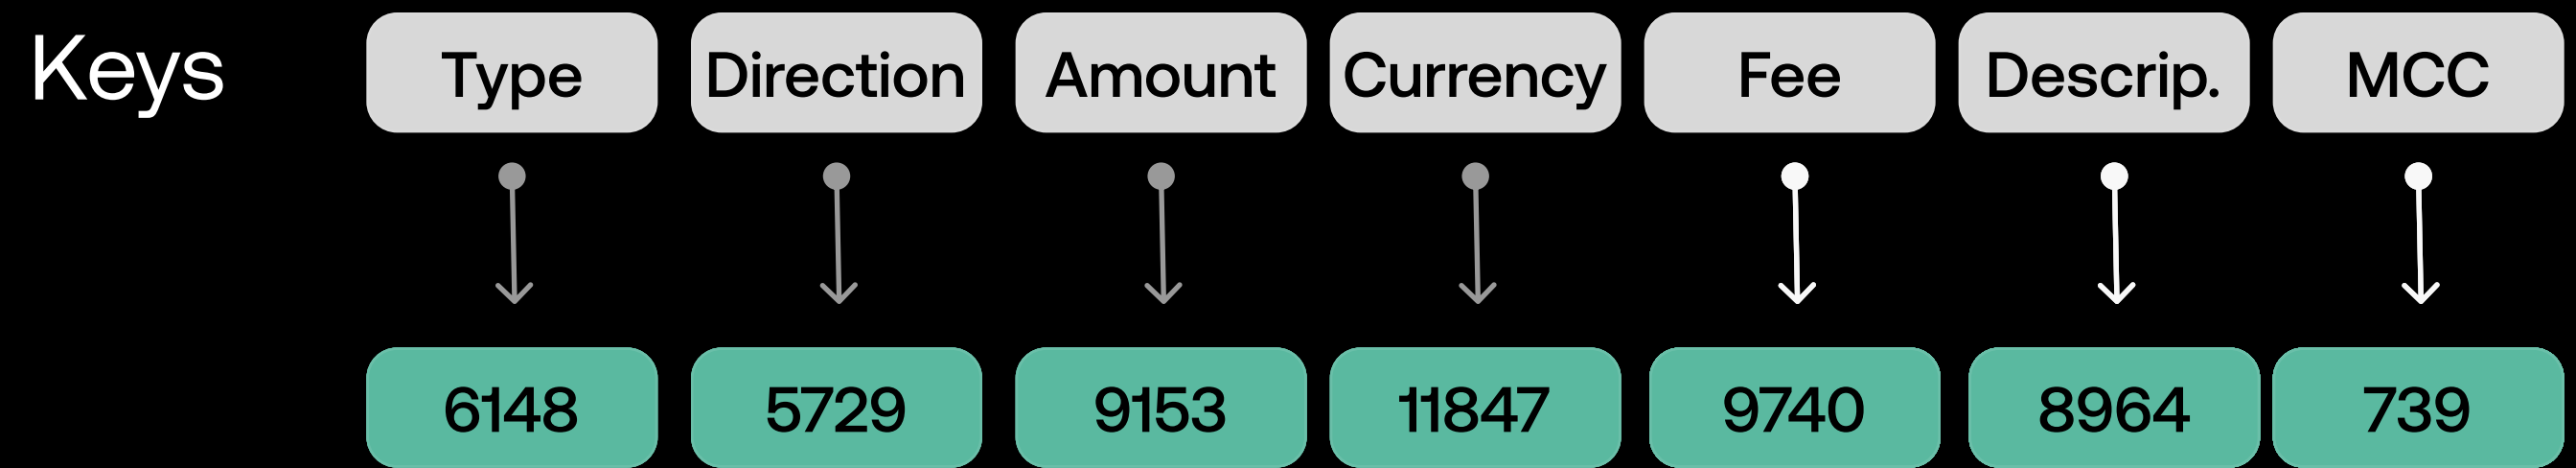 Keys
Type Direction Amount Currency Fee Descrip. MCC
6148 5729 9153 11847 9740 8964 739